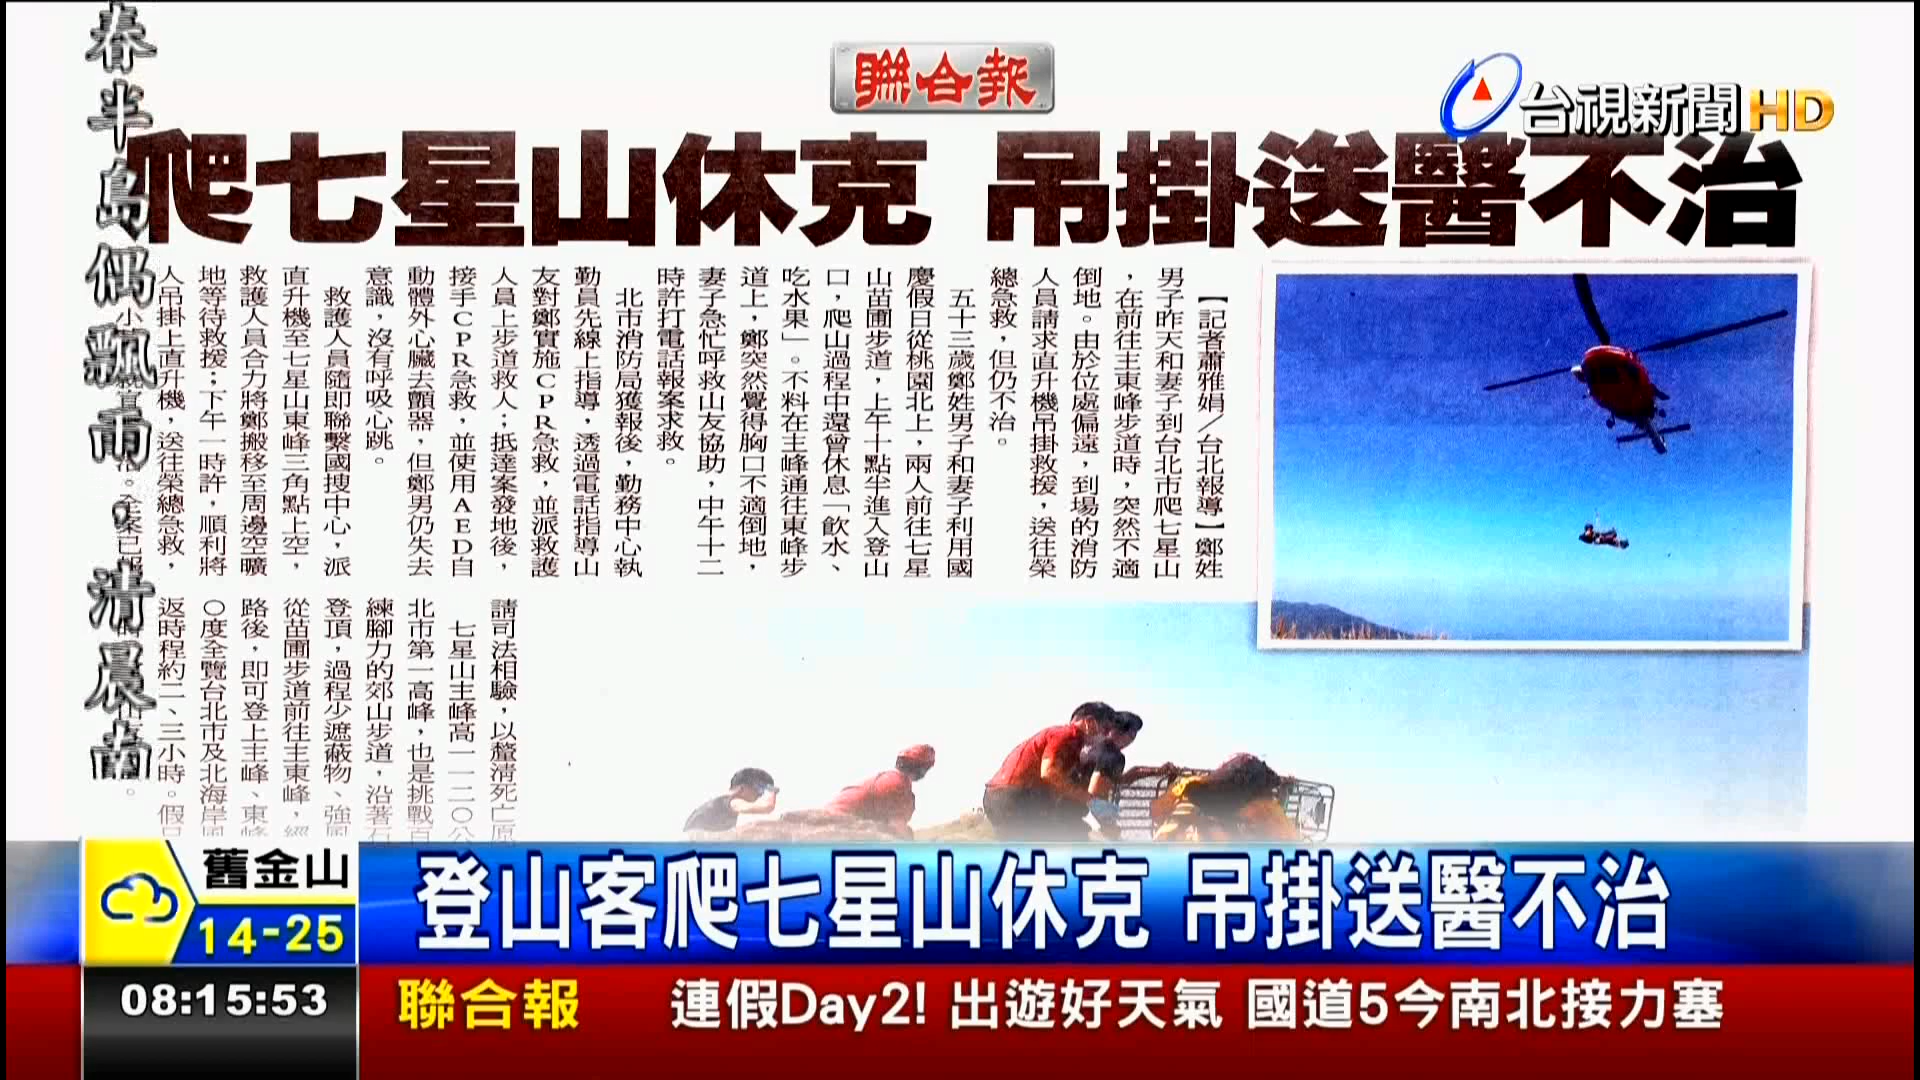 聯合報
台視新聞HD
爬七星山休克 吊掛送醫不治
【記者蕭雅娟╱台北報導】鄭姓
男子昨天和妻子到台北市爬七星山
,在前往主東峰步道時,突然不適
倒地。由於位處偏遠,到場的消防
人員請求直升機吊掛救援,送往榮
總急救,但仍不治。
五十三歲鄭姓男子和妻子利用國
慶假日從桃園北上,兩人前往七星
山苗圃步道,上午十點半進入登山
口,爬山過程中還曾休息「飲水、
吃水果」。不料在主峰通往東峰步
道上,鄭突然覺得胸口不適倒地,
妻子急忙呼救山友協助,中午十二
時許打電話報案求救。
北市消防局獲報後,勤務中心執
勤員先線上指導,透過電話指導山
友對鄭實施CPR急救,並派救護
人員上步道救人;抵達案發地後,
接手CPR急救,並使用AED自
動體外心臟去顫器,但鄭男仍失去
意識,沒有呼吸心跳。
救護人員隨即聯繫國搜中心,派
直升機至七星山東峰三角點上空,
救護人員合力將鄭搬移至周邊空曠
地等待救援;下午一時許,順利將
人吊掛上直升機,送往榮總急救,
請司法相驗,以釐清死亡原
七星山主峰高一一二〇公
北市第一高峰,也是挑戰百
練腳力的郊山步道,沿著石
登頂,過程少遮蔽物、強風
從苗圃步道前往主東峰,經
路後,即可登上主峰、東峰
〇度全覽台北市及北海岸風
返時程約二、三小時。假日
春半島偶飄雨。清晨南
舊金山
14-25
登山客爬七星山休克 吊掛送醫不治
08:15:53
聯合報
連假Day2! 出遊好天氣 國道5今南北接力塞